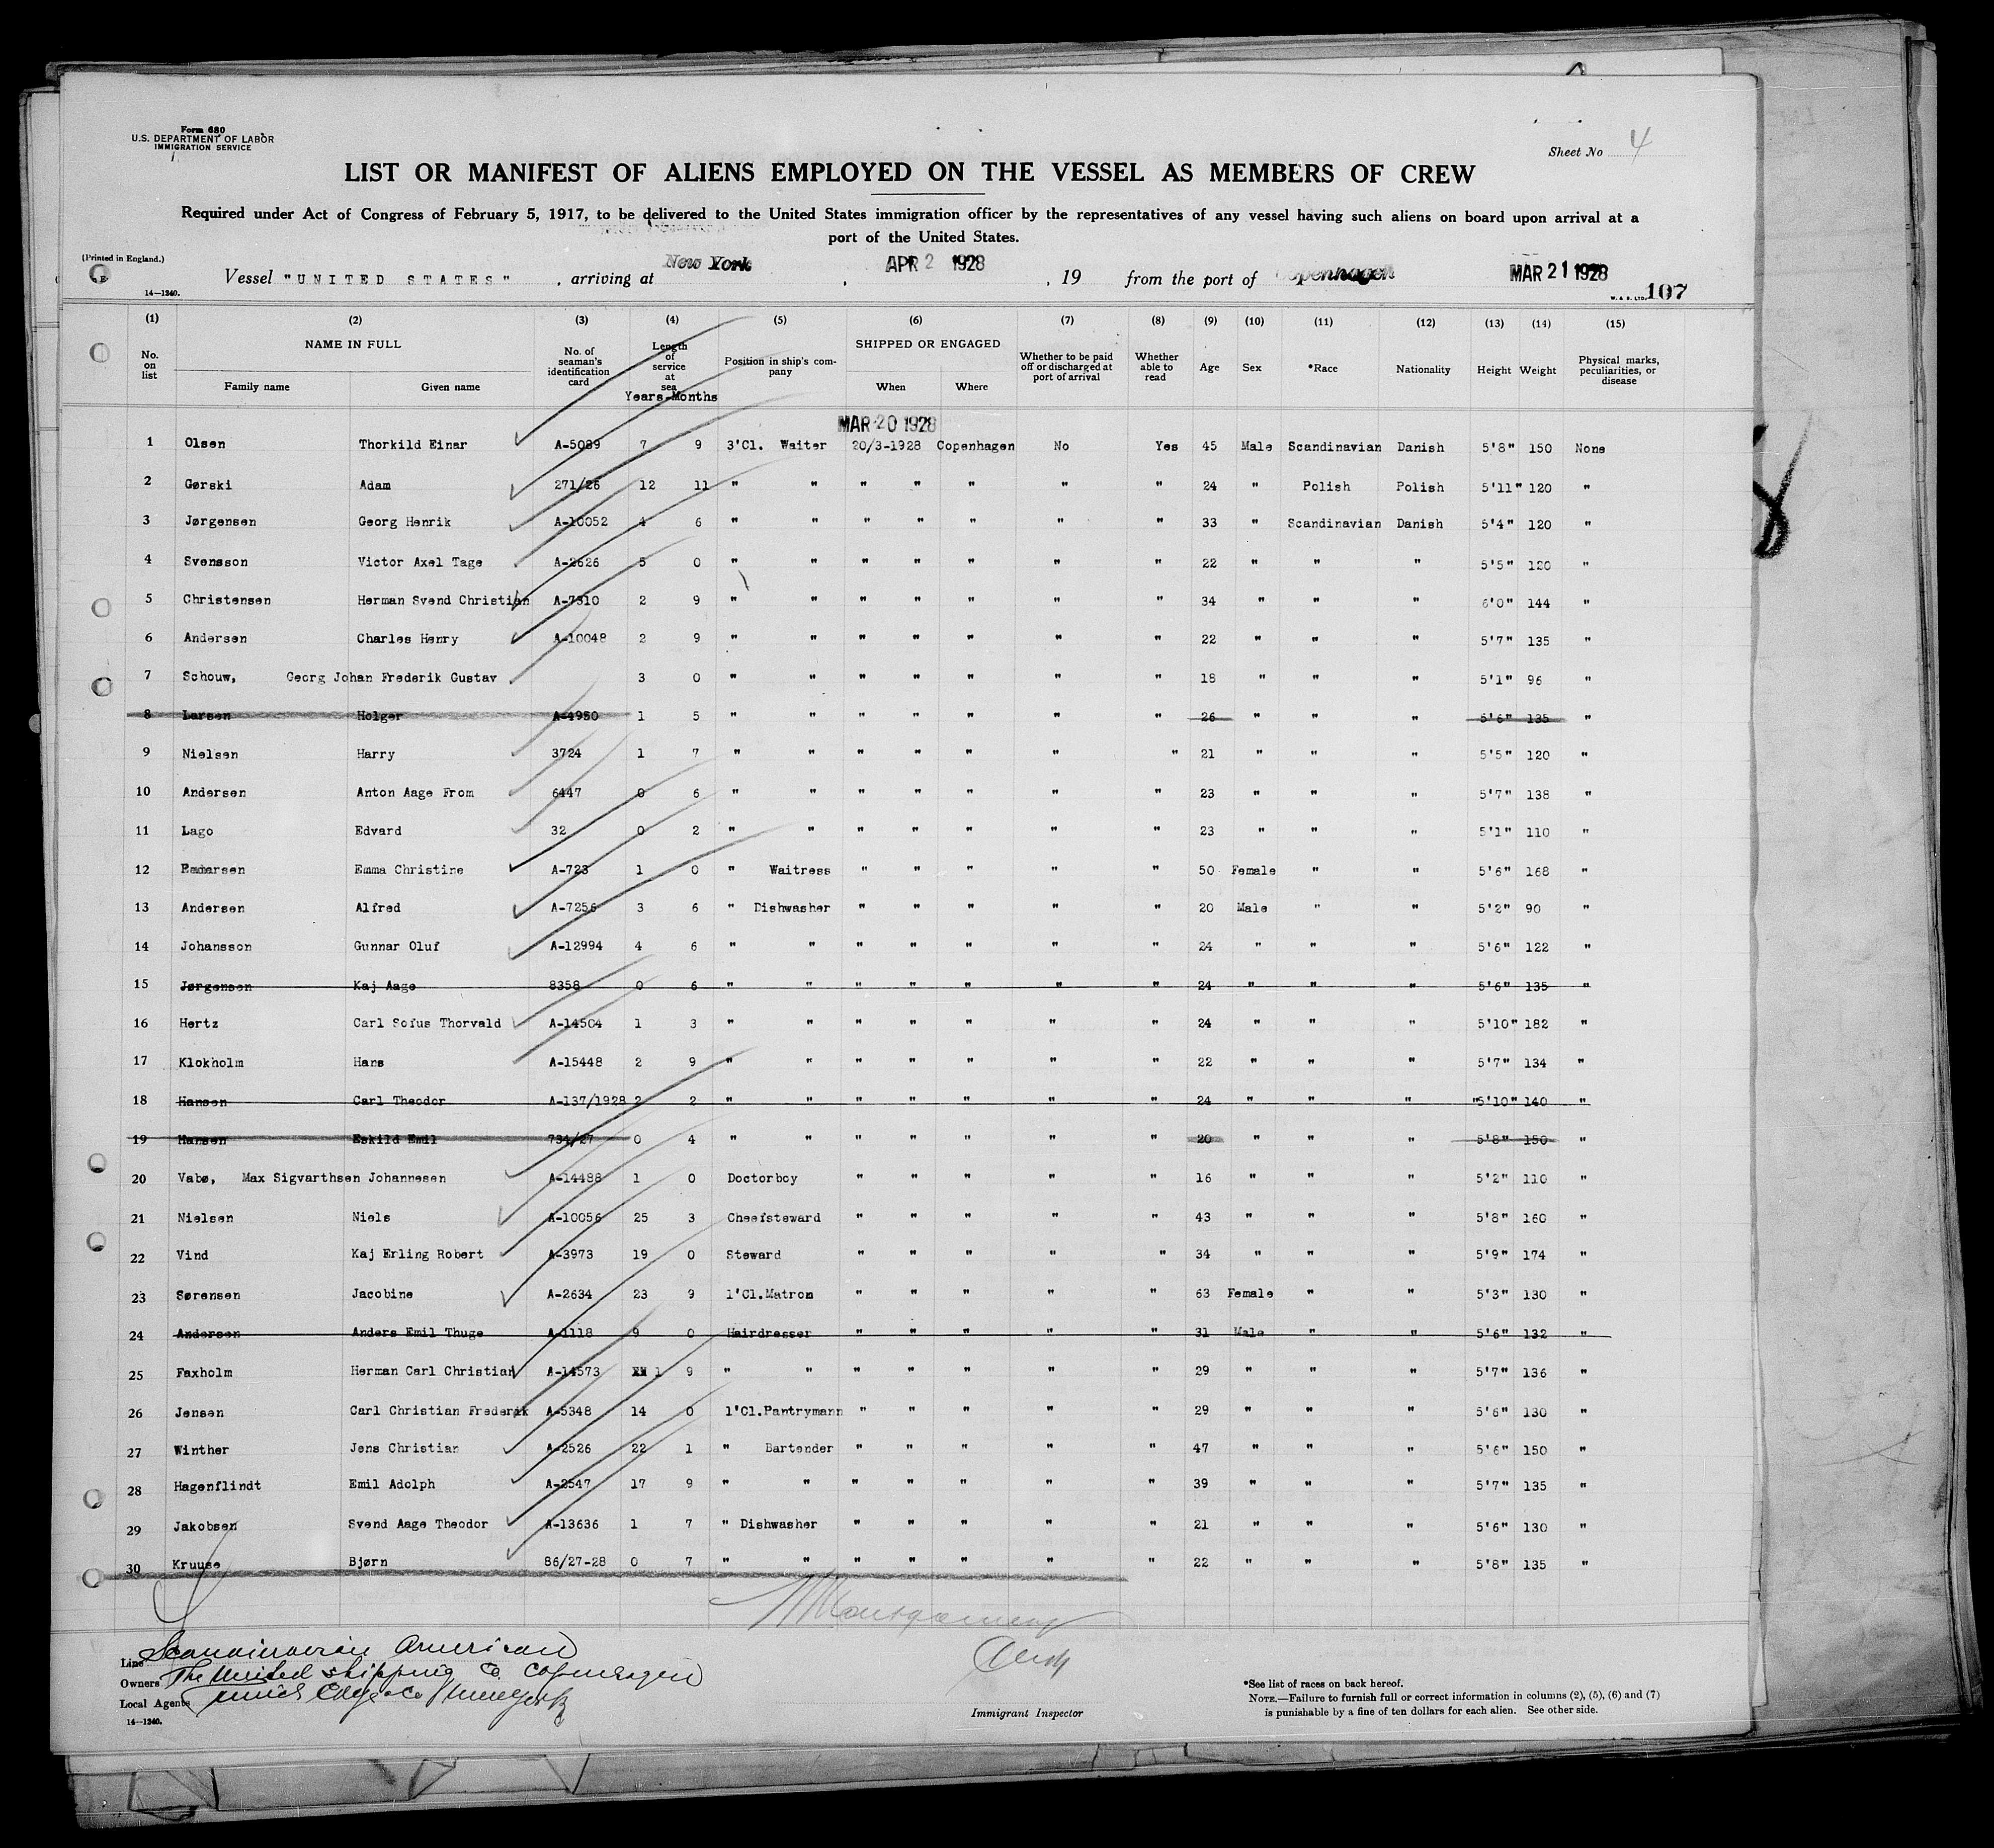 Form 680
U.S. DEPARTMENT OF LABOR
IMMIGRATION SERVICE
Sheet No 4
LIST OR MANIFEST OF ALIENS EMPLOYED ON THE VESSEL AS MEMBERS OF CREW
Required under Act of Congress of February 5, 1917, to be delivered to the United States immigration officer by the representatives of any vessel having such aliens on board upon arrival at a
port of the United States.
(Printed in England.)
Vessel "UNITED STATES" , arriving at New York , APR 2 1928 , 19 from the port of Copenhagen MAR 21 1928
14—1240. W. & S. LTD. 107
(1) (2) (3) (4) (5) (6) (7) (8) (9) (10) (11) (12) (13) (14) (15)
No. on list NAME IN FULL Family name Given name No. of seaman's identification card Length of service at sea Years-Months Position in ship's company SHIPPED OR ENGAGED When Where Whether to be paid off or discharged at port of arrival Whether able to read Age Sex *Race Nationality Height Weight Physical marks, peculiarities, or disease
MAR 20 1928
1 Olsen Thorkild Einar A-5089 7 9 3'Cl. Waiter 20/3-1928 Copenhagen No Yes 45 Male Scandinavian Danish 5'8" 150 None
2 Gørski Adam 271/26 12 11 " " " " " " " 24 " Polish Polish 5'11" 120 "
3 Jørgensen Georg Henrik A-10052 4 6 " " " " " " " 33 " Scandinavian Danish 5'4" 120 "
4 Svensson Victor Axel Tage A-2626 5 0 " " " " " " " 22 " " " 5'5" 120 "
5 Christensen Herman Svend Christian A-7310 2 9 " " " " " " " 34 " " " 6'0" 144 "
6 Andersen Charles Henry A-10048 2 9 " " " " " " " 22 " " " 5'7" 135 "
7 Schouw, Georg Johan Frederik Gustav 3 0 " " " " " " " 18 " " " 5'1" 96 "
8 Larsen Holger A-4950 1 5 " " " " " " " 26 " " " 5'6" 135 "
9 Nielsen Harry 3724 1 7 " " " " " " " 21 " " " 5'5" 120 "
10 Andersen Anton Aage From 6447 0 6 " " " " " " " 23 " " " 5'7" 138 "
11 Lago Edvard 32 0 2 " " " " " " " 23 " " " 5'1" 110 "
12 Emma Christine A-723 1 0 " Waitress " " " " " 50 Female " " 5'6" 168 "
13 Andersen Alfred A-7256 3 6 " Dishwasher " " " " " 20 Male " " 5'2" 90 "
14 Johansson Gunnar Oluf A-12994 4 6 " " " " " " " 24 " " " 5'6" 122 "
15 Jørgensen Kaj Aage 8358 0 6 " " " " " " " 24 " " " 5'6" 135 "
16 Hertz Carl Sofus Thorvald A-14504 1 3 " " " " " " " 24 " " " 5'10" 182 "
17 Klokholm Hans A-15448 2 9 " " " " " " " 22 " " " 5'7" 134 "
18 Hansen Carl Theodor A-137/1928 2 2 " " " " " " " 24 " " " "5'10" 140 "
19 Hansen Eskild Emil 734/27 0 4 " " " " " " " 20 " " " 5'8" 150 "
20 Vabø, Max Sigvarthsen Johannesen A-14488 1 0 Doctorboy " " " " " 16 " " " 5'2" 110 "
21 Nielsen Niels A-10056 25 3 Cheefsteward " " " " " 43 " " " 5'8" 160 "
22 Vind Kaj Erling Robert A-3973 19 0 Steward " " " " " 34 " " " 5'9" 174 "
23 Sørensen Jacobine A-2634 23 9 1'Cl.Matron " " " " " 63 Female " " 5'3" 130 "
24 Andersen Anders Emil Thuge A-1118 9 0 Hairdresser " " " " " 31 Male " " 5'6" 132 "
25 Faxholm Herman Carl Christian A-14573 1 9 " " " " " " " 29 " " " 5'7" 136 "
26 Jensen Carl Christian Frederik A-5348 14 0 1'Cl.Pantrymann " " " " " 29 " " " 5'6" 130 "
27 Winther Jens Christian A-2526 22 1 " Bartender " " " " " 47 " " " 5'6" 150 "
28 Hagenflindt Emil Adolph A-2547 17 9 " " " " " " " 39 " " " 5'7" 135 "
29 Jakobsen Svend Aage Theodor A-13636 1 7 " Dishwasher " " " " " 21 " " " 5'6" 130 "
30 Kruuse Bjørn 86/27-28 0 7 " " " " " " " 22 " " " 5'8" 135 "
Montgomery
Line Scandinavian American
Owners The United Shipping Co Copenhagen
Local Agents
14—1240.
Immigrant Inspector
*See list of races on back hereof.
NOTE.—Failure to furnish full or correct information in columns (2), (5), (6) and (7)
is punishable by a fine of ten dollars for each alien. See other side.